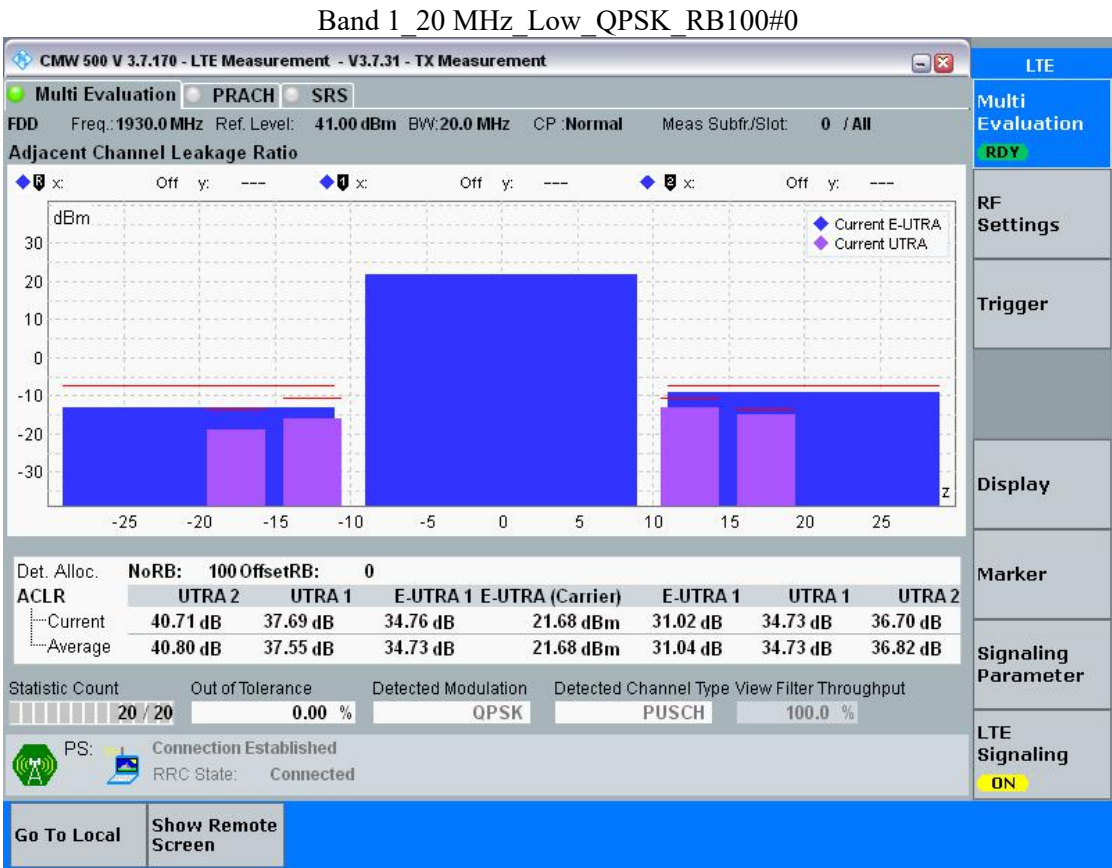 Band 1_20 MHz_Low_QPSK_RB100#0
CMW 500 V 3.7.170 - LTE Measurement - V3.7.31 - TX Measurement
LTE
Multi Evaluation PRACH SRS
FDD Freq.: 1930.0 MHz Ref. Level: 41.00 dBm BW: 20.0 MHz CP : Normal Meas Subfr./Slot: 0 / All
Adjacent Channel Leakage Ratio
R x: Off y: --- 1 x: Off y: --- 2 x: Off y: ---
dBm
Current E-UTRA
Current UTRA
30
20
10
0
-10
-20
-30
z
-25 -20 -15 -10 -5 0 5 10 15 20 25
Det. Alloc. NoRB: 100 OffsetRB: 0
ACLR UTRA 2 UTRA 1 E-UTRA 1 E-UTRA (Carrier) E-UTRA 1 UTRA 1 UTRA 2
Current 40.71 dB 37.69 dB 34.76 dB 21.68 dBm 31.02 dB 34.73 dB 36.70 dB
Average 40.80 dB 37.55 dB 34.73 dB 21.68 dBm 31.04 dB 34.73 dB 36.82 dB
Statistic Count Out of Tolerance Detected Modulation Detected Channel Type View Filter Throughput
20 / 20 0.00 % QPSK PUSCH 100.0 %
PS: Connection Established
RRC State: Connected
Multi
Evaluation
RDY
RF
Settings
Trigger
Display
Marker
Signaling
Parameter
LTE
Signaling
ON
Go To Local
Show Remote
Screen